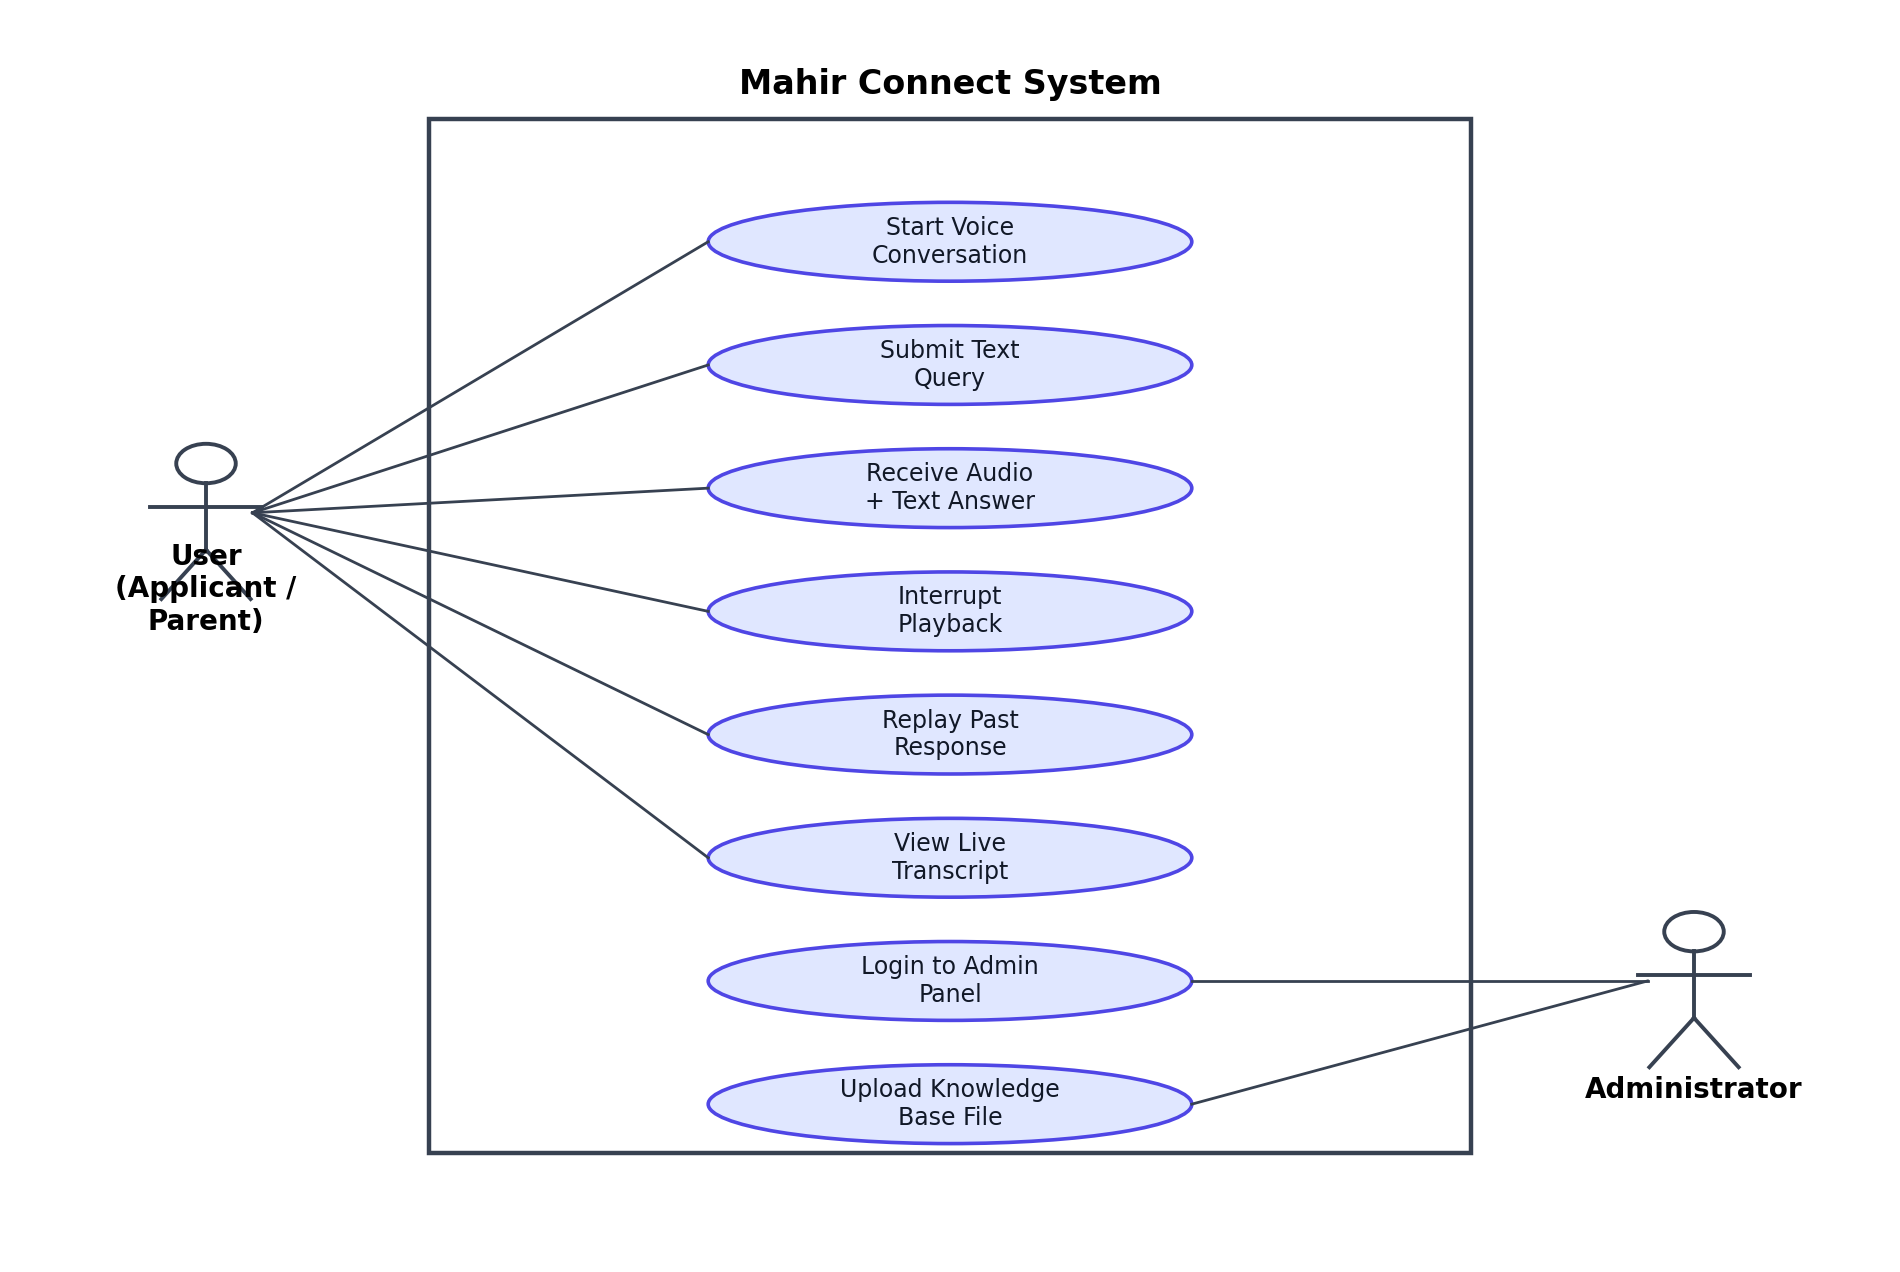 Mahir Connect System
Start Voice
Conversation
Submit Text
Query
Receive Audio
+ Text Answer
User
(Applicant /
Parent)
Interrupt
Playback
Replay Past
Response
View Live
Transcript
Login to Admin
Panel
Upload Knowledge
Base File
Administrator